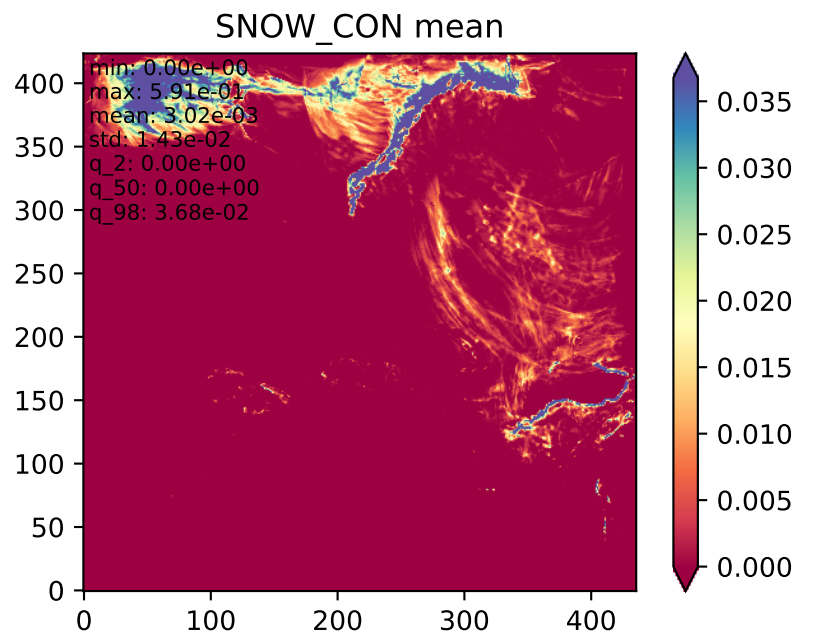 SNOW_CON mean
min: 0.00e+00
max: 5.91e-01
mean: 3.02e-03
std: 1.43e-02
q_2: 0.00e+00
q_50: 0.00e+00
q_98: 3.68e-02
400
350
300
250
200
150
100
50
0
0 100 200 300 400
0.035
0.030
0.025
0.020
0.015
0.010
0.005
0.000